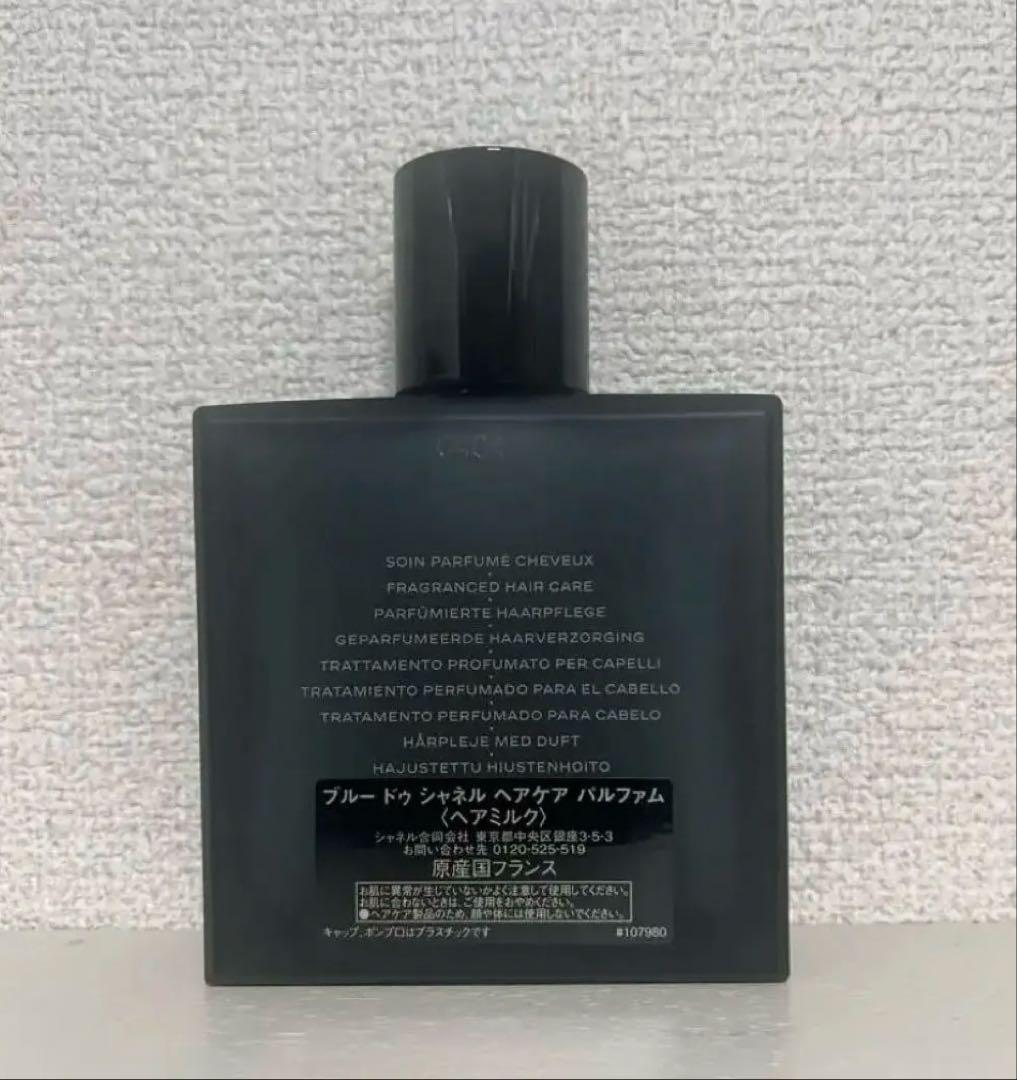 SOIN PARFUMÉ CHEVEUX
FRAGRANCED HAIR CARE
PARFÜMIERTE HAARPFLEGE
GEPARFUMEERDE HAARVERZORGING
TRATTAMENTO PROFUMATO PER CAPELLI
TRATAMIENTO PERFUMADO PARA EL CABELLO
TRATAMENTO PERFUMADO PARA CABELO
HÅRPLEJE MED DUFT
HAJUSTETTU HIUSTENHOITO
ブルー ドゥ シャネル ヘアケア パルファム
〈ヘアミルク〉
シャネル合同会社 東京都中央区銀座3-5-3
お問い合わせ先 0120-525-519
原産国フランス
お肌に異常が生じていないかよく注意して使用してください。
お肌に合わないときは、ご使用をおやめください。
●ヘアケア製品のため、顔や体には使用しないでください。
キャップ、ポンプロはプラスチックです #107980